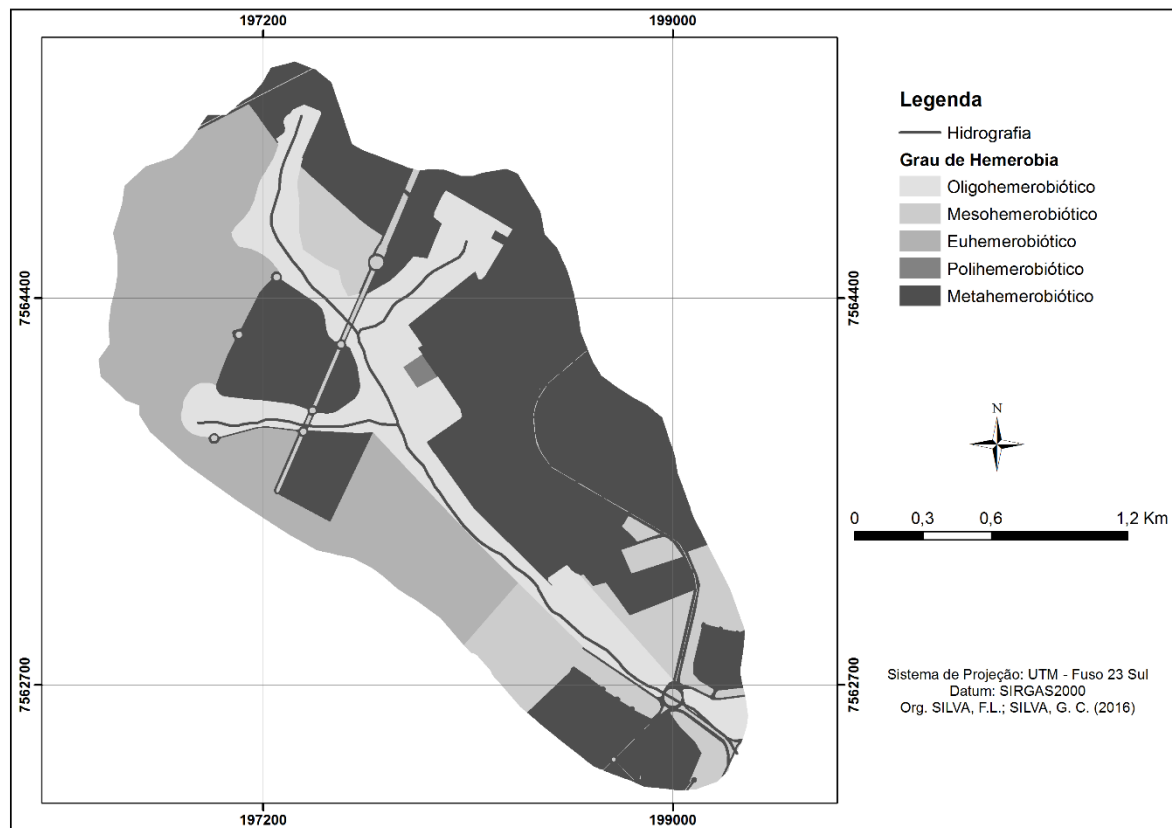 197200
199000
7564400
7564400
Legenda
Hidrografia
Grau de Hemerobia
Oligohemerobiótico
Mesohemerobiótico
Euhemerobiótico
Polihemerobiótico
Metahemerobiótico
N
0 0,3 0,6 1,2 Km
7562700
7562700
Sistema de Projeção: UTM - Fuso 23 Sul
Datum: SIRGAS2000
Org. SILVA, F.L.; SILVA, G. C. (2016)
197200
199000